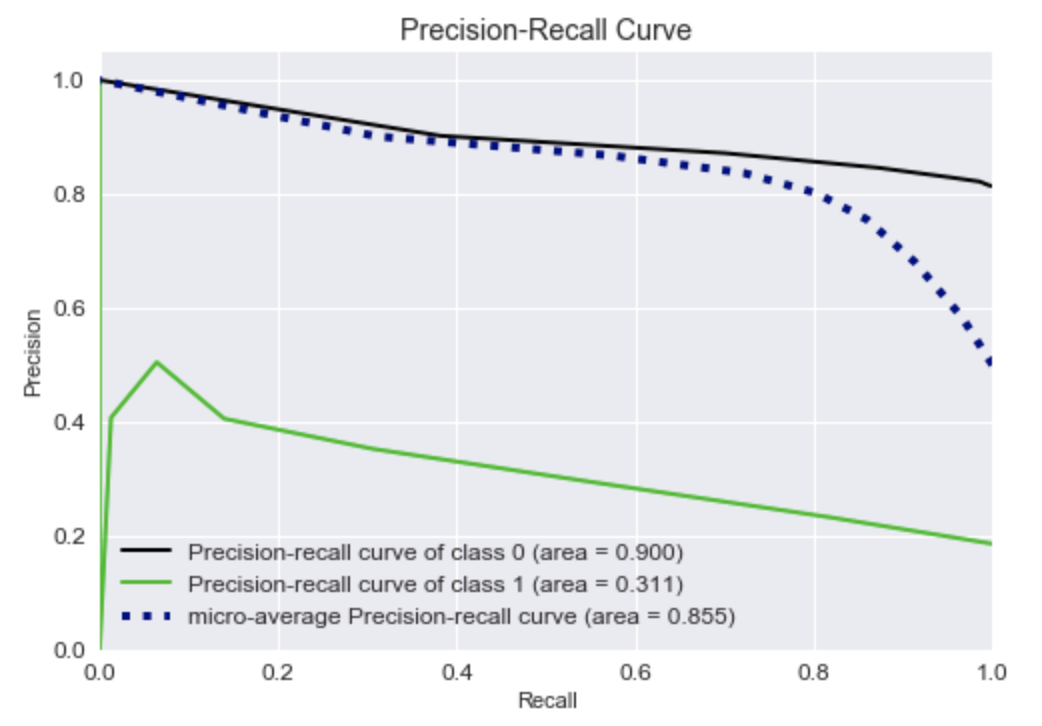 Precision-Recall Curve
1.0
0.8
0.6
0.4
0.2
0.0
Precision
Precision-recall curve of class 0 (area = 0.900)
Precision-recall curve of class 1 (area = 0.311)
micro-average Precision-recall curve (area = 0.855)
0.0 0.2 0.4 0.6 0.8 1.0
Recall